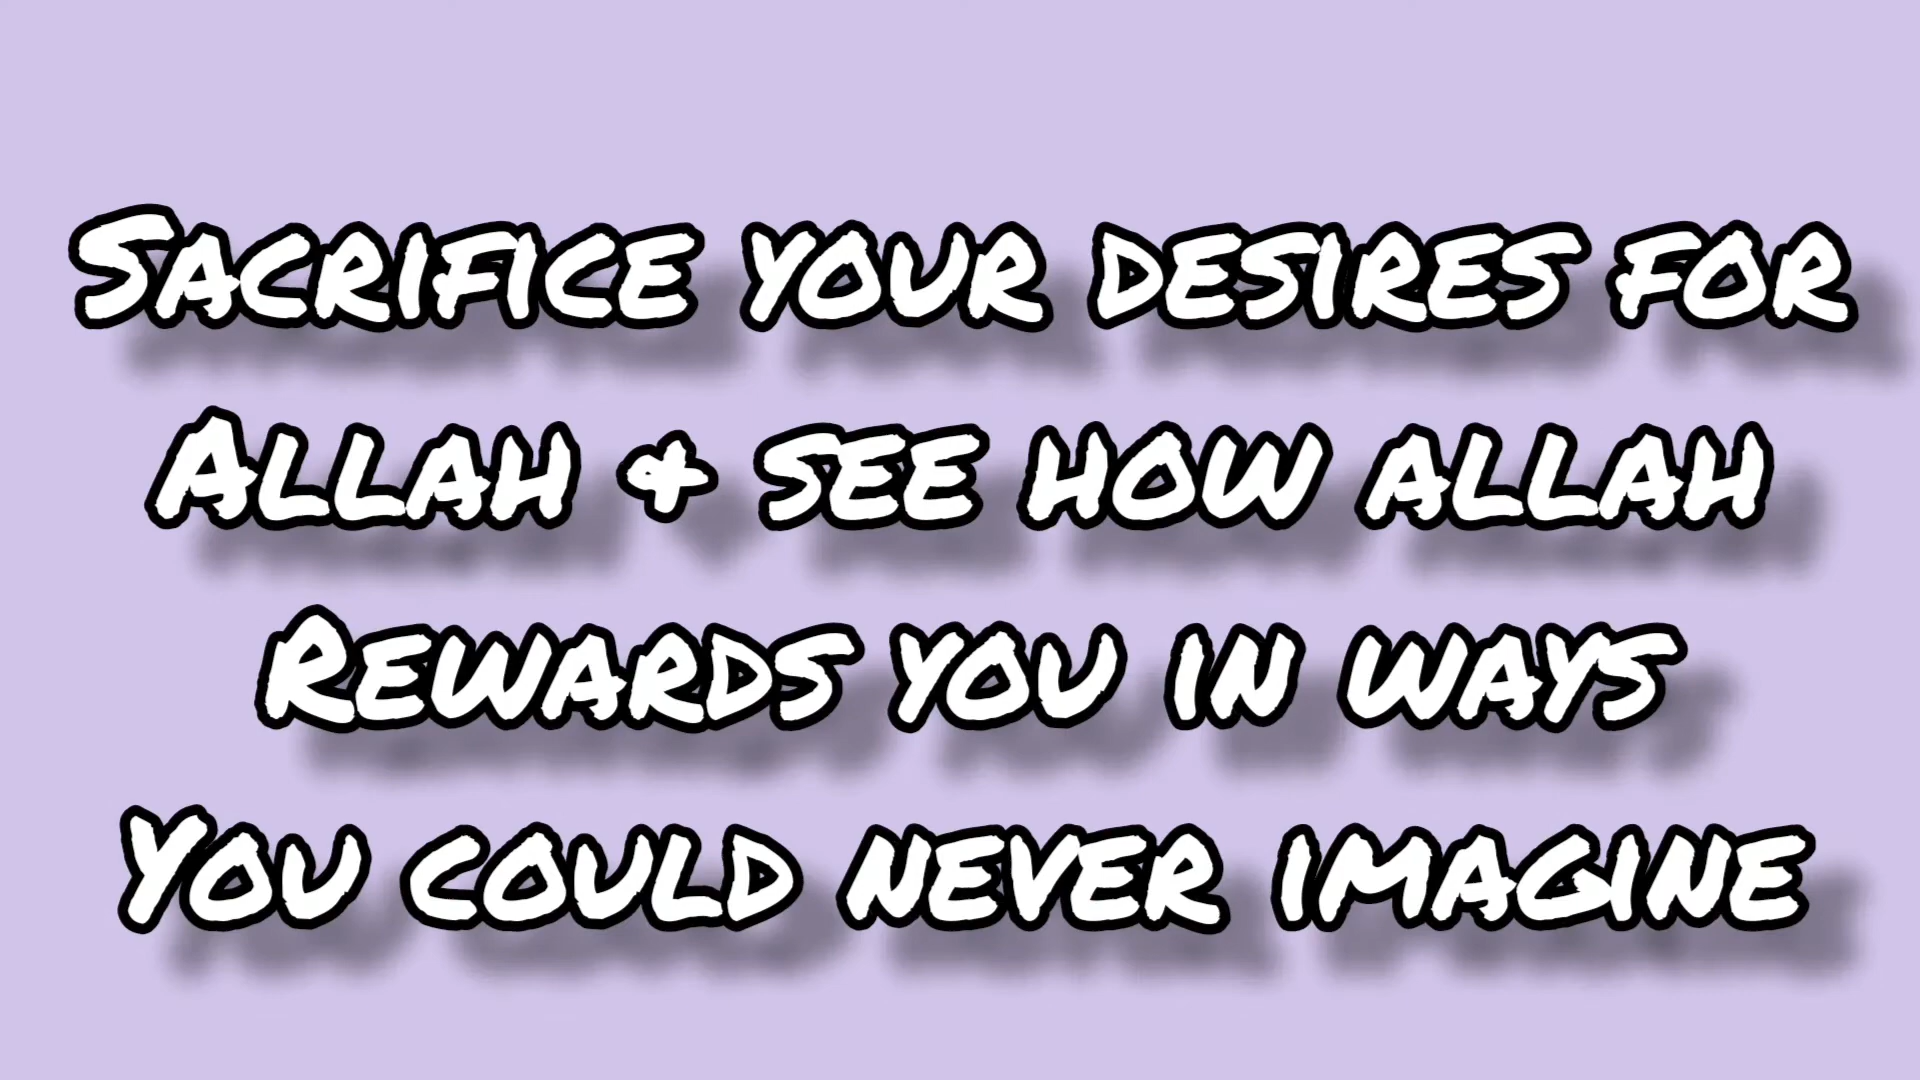 Sacrifice your desires for
Allah & see how allah
Rewards you in ways
You could never imagine